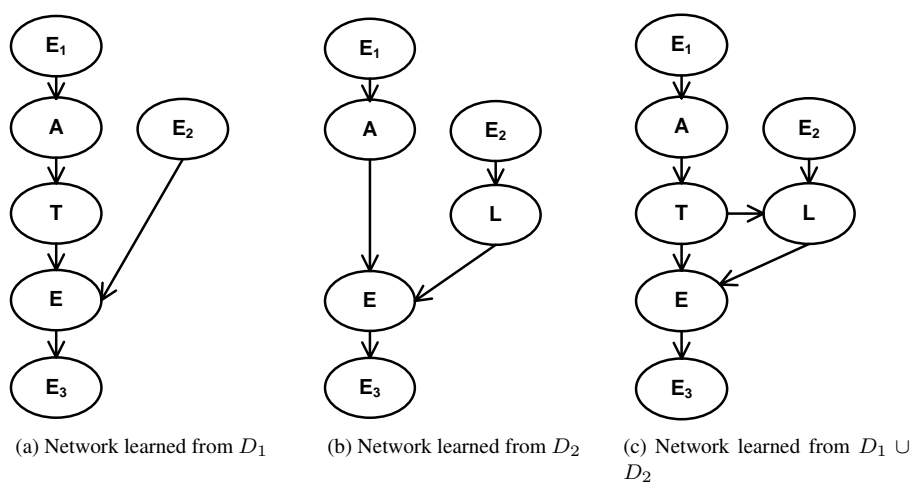 E1
A
E2
T
E
E3
(a) Network learned from D1
E1
A
E2
L
E
E3
(b) Network learned from D2
E1
A
E2
T
L
E
E3
(c) Network learned from D1 ∪
D2